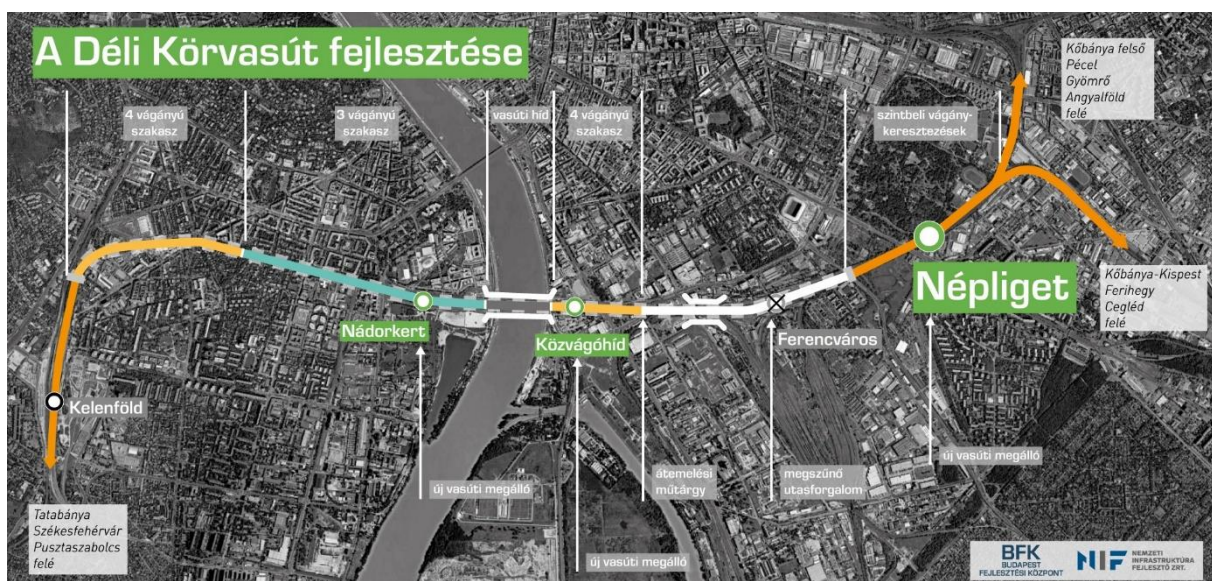 A Déli Körvasút fejlesztése
4 vágányú
szakasz
3 vágányú
szakasz
vasúti híd
4 vágányú
szakasz
szintbeli vágány-
keresztezések
Kőbánya felső
Pécel
Gyömrő
Angyalföld
felé
Kőbánya-Kispest
Ferihegy
Cegléd
felé
Népliget
Nádorkert
Közvágóhíd
Ferencváros
Kelenföld
új vasúti megálló
átemelési
műtárgy
megszűnő
utasforgalom
új vasúti megálló
új vasúti megálló
Tatabánya
Székesfehérvár
Pusztaszabolcs
felé
BFK
BUDAPEST
FEJLESZTÉSI KÖZPONT
NIF
NEMZETI
INFRASTRUKTÚRA
FEJLESZTŐ ZRT.